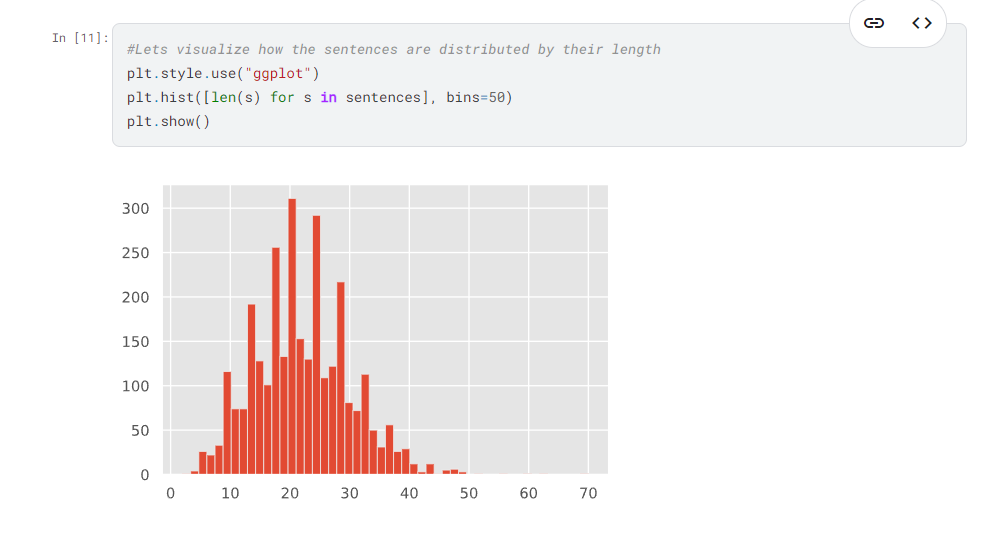 In [11]:
#Lets visualize how the sentences are distributed by their length
plt.style.use("ggplot")
plt.hist([len(s) for s in sentences], bins=50)
plt.show()
300
250
200
150
100
50
0
0 10 20 30 40 50 60 70